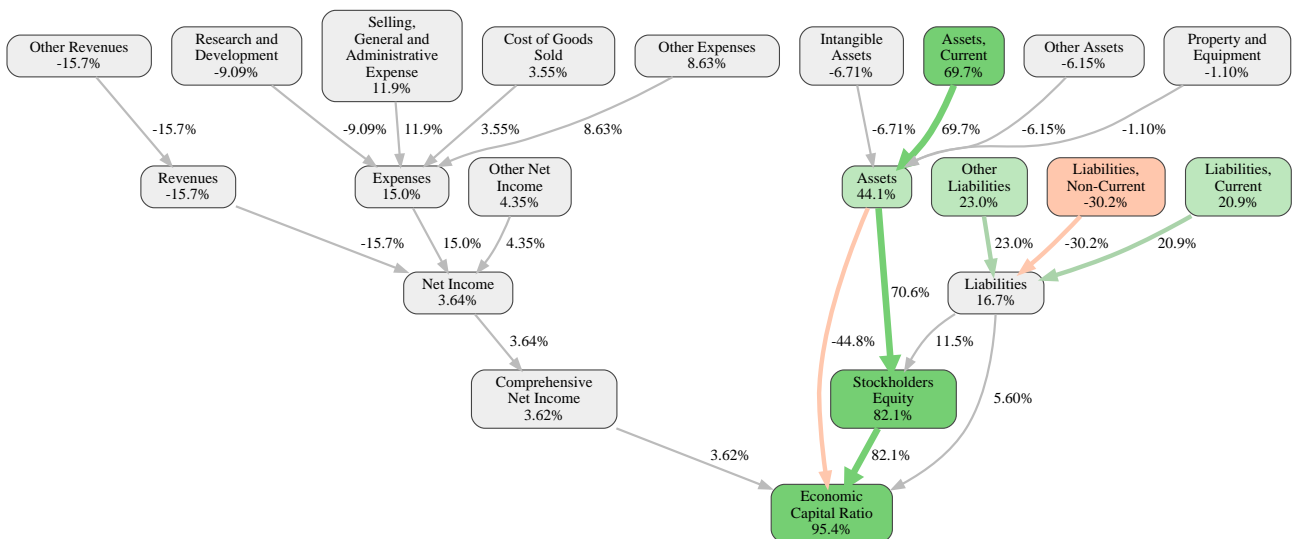 Other Revenues
-15.7%
Research and
Development
-9.09%
Selling,
General and
Administrative
Expense
11.9%
Cost of Goods
Sold
3.55%
Other Expenses
8.63%
Intangible
Assets
-6.71%
Assets,
Current
69.7%
Other Assets
-6.15%
Property and
Equipment
-1.10%
-15.7%
-9.09%
11.9%
3.55%
8.63%
-6.71%
69.7%
-6.15%
-1.10%
Revenues
-15.7%
Expenses
15.0%
Other Net
Income
4.35%
Assets
44.1%
Other
Liabilities
23.0%
Liabilities,
Non-Current
-30.2%
Liabilities,
Current
20.9%
-15.7%
15.0%
4.35%
23.0%
-30.2%
20.9%
Net Income
3.64%
70.6%
Liabilities
16.7%
3.64%
-44.8%
11.5%
Comprehensive
Net Income
3.62%
Stockholders
Equity
82.1%
5.60%
3.62%
82.1%
Economic
Capital Ratio
95.4%